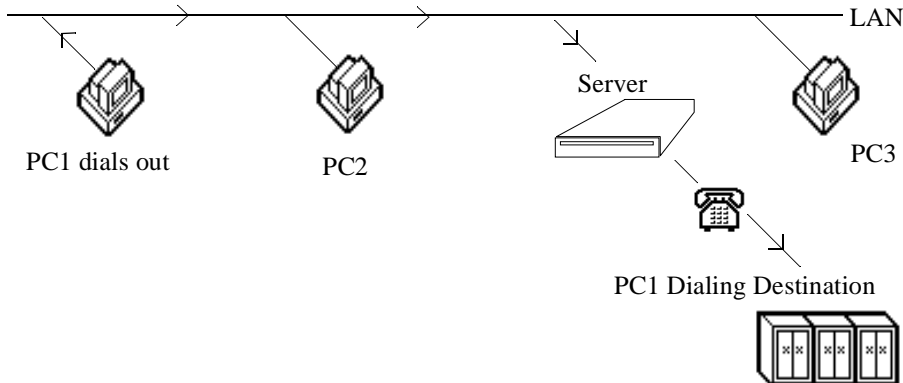 LAN
Server
PC1 dials out
PC2
PC3
PC1 Dialing Destination